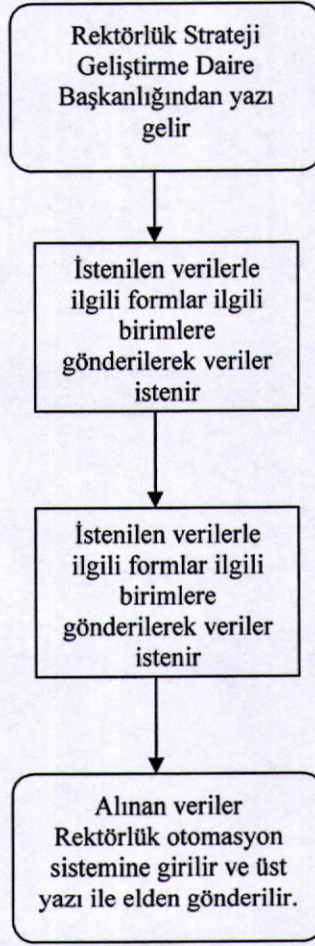 Rektörlük Strateji
Geliştirme Daire
Başkanlığından yazı
gelir
İstenilen verilerle
ilgili formlar ilgili
birimlere
gönderilerek veriler
istenir
İstenilen verilerle
ilgili formlar ilgili
birimlere
gönderilerek veriler
istenir
Alınan veriler
Rektörlük otomasyon
sistemine girilir ve üst
yazı ile elden gönderilir.